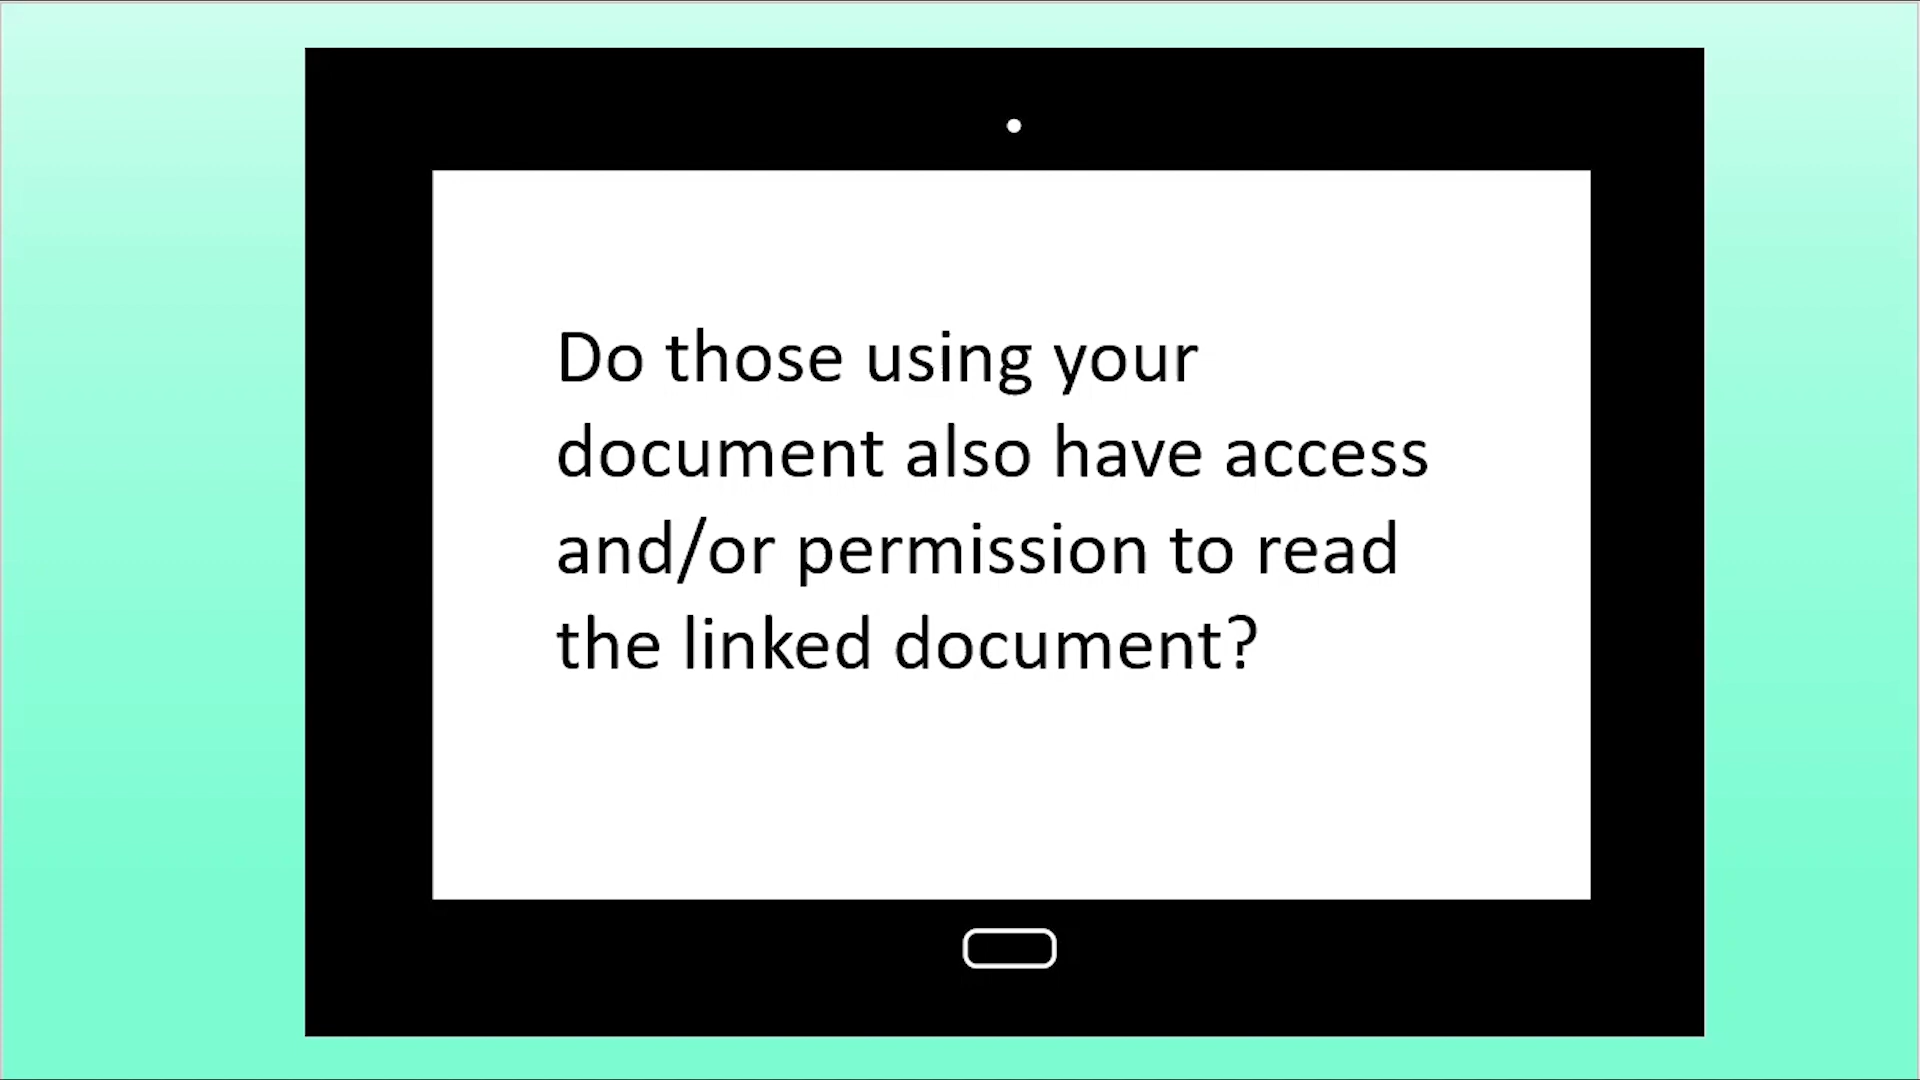 Do those using your
document also have access
and/or permission to read
the linked document?